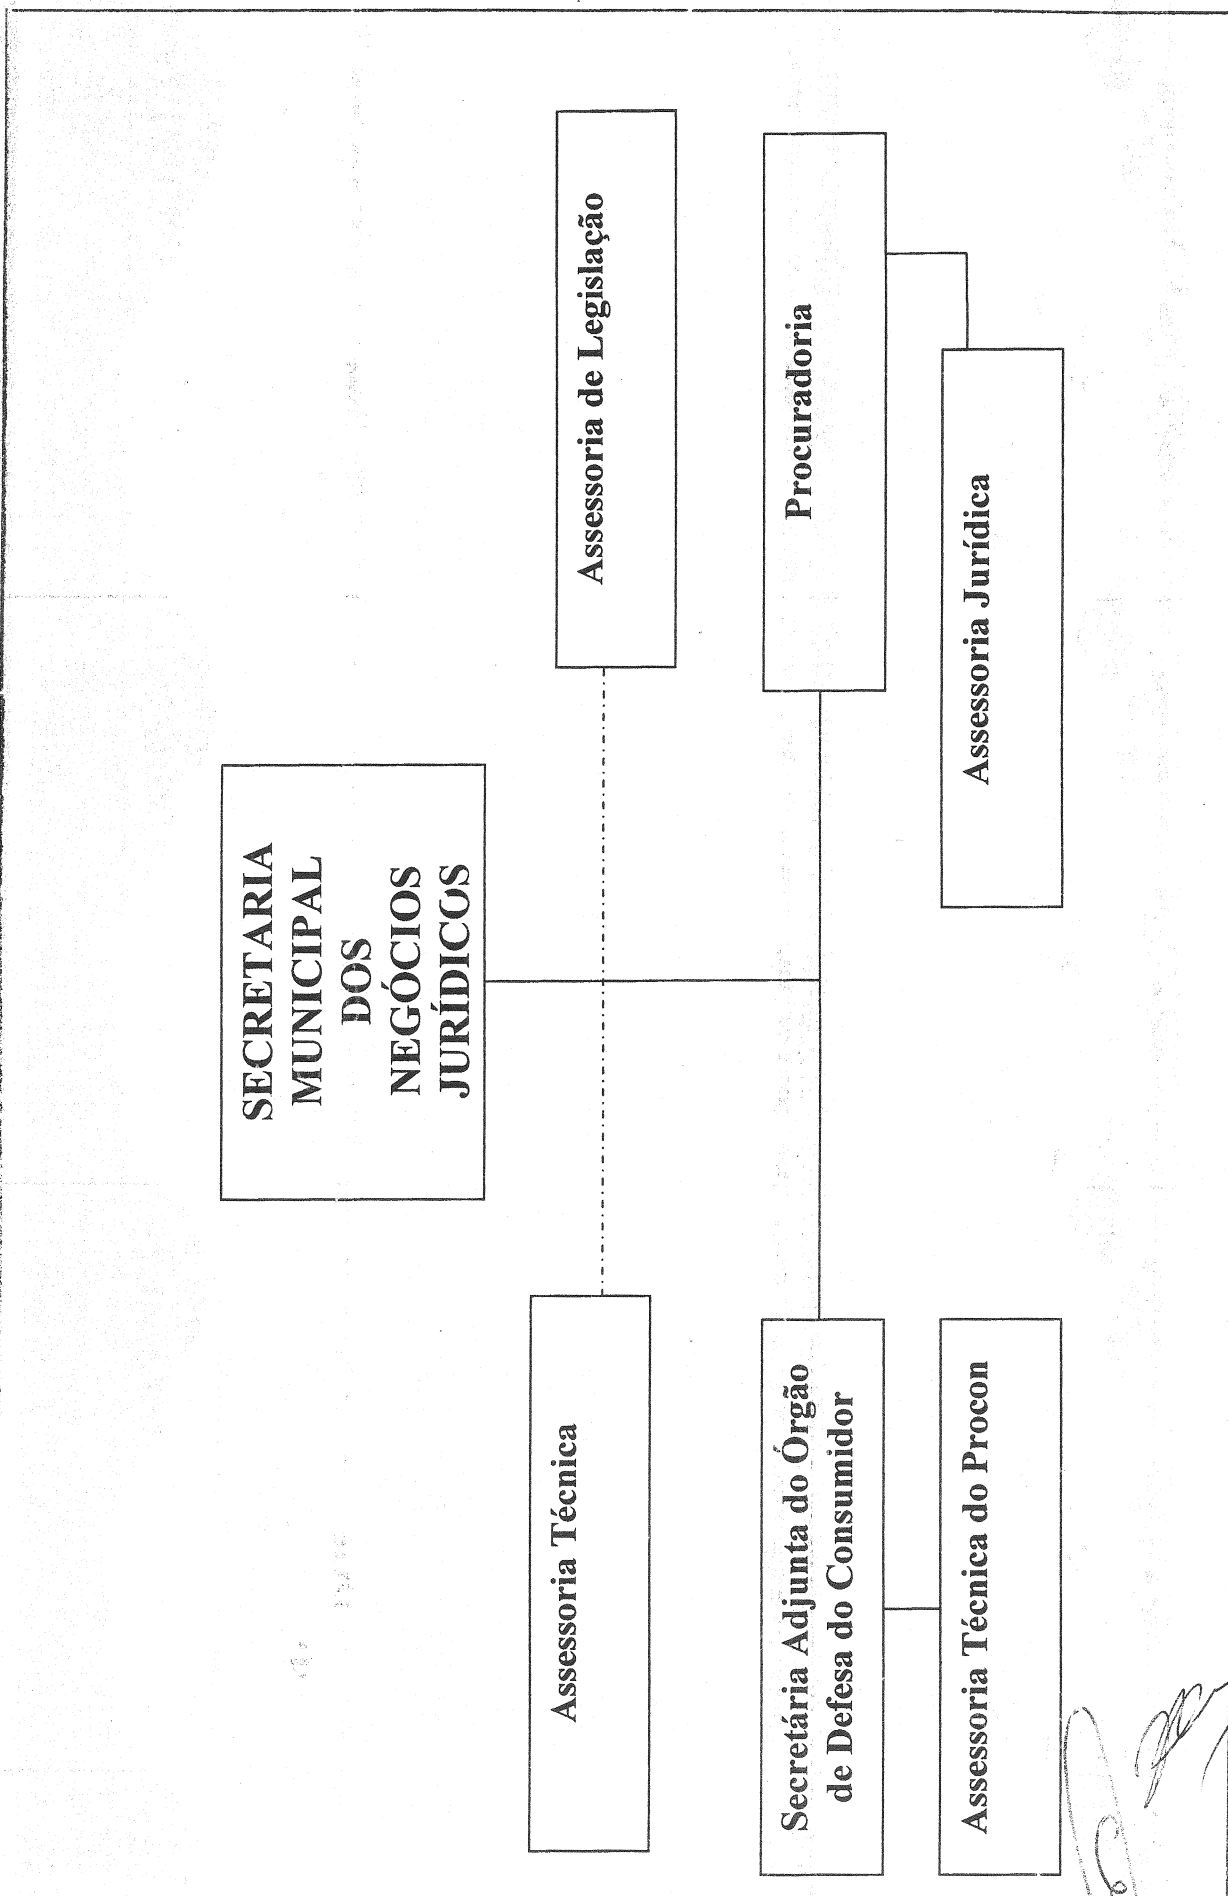 SECRETARIA
MUNICIPAL
DOS
NEGÓCIOS
JURÍDICOS
Assessoria Técnica
Assessoria de Legislação
Secretária Adjunta do Órgão
de Defesa do Consumidor
Procuradoria
Assessoria Técnica do Procon
Assessoria Jurídica